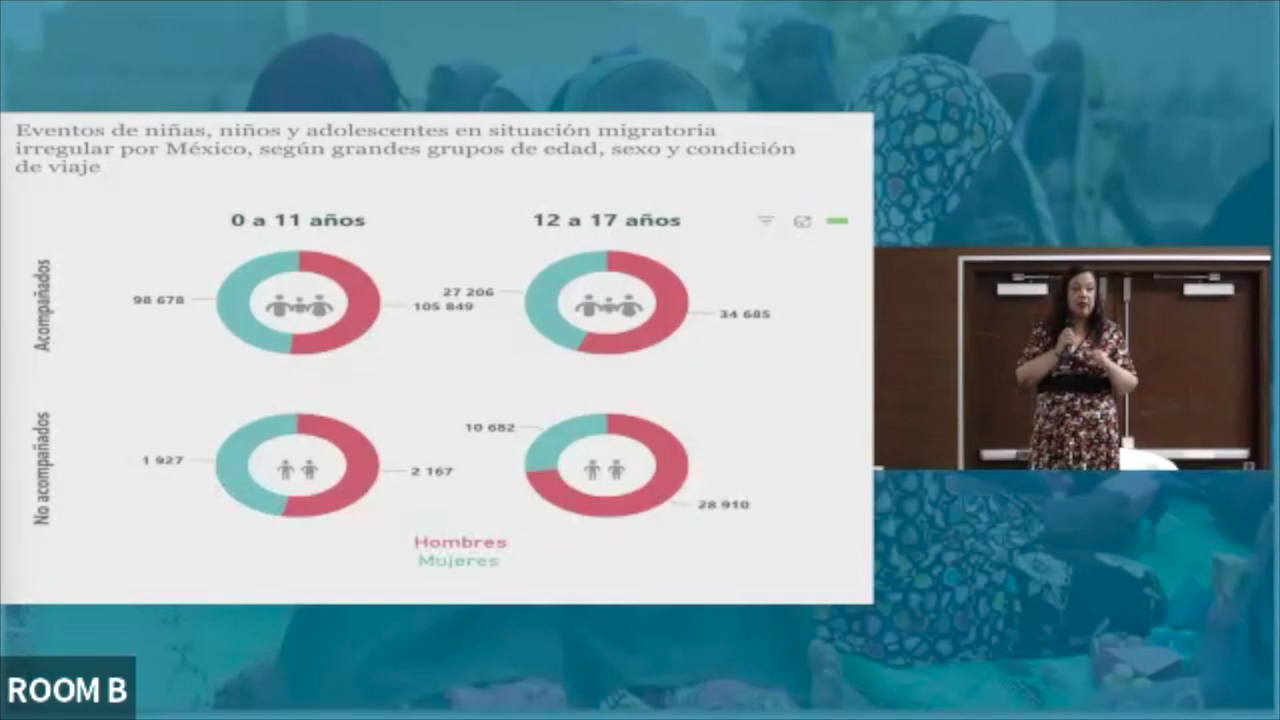 Eventos de niñas, niños y adolescentes en situación migratoria
irregular por México, según grandes grupos de edad, sexo y condición
de viaje
0 a 11 años
12 a 17 años
Acompañados
98 678
105 849
27 206
34 685
No acompañados
1 927
2 167
10 682
28 910
Hombres
Mujeres
ROOM B